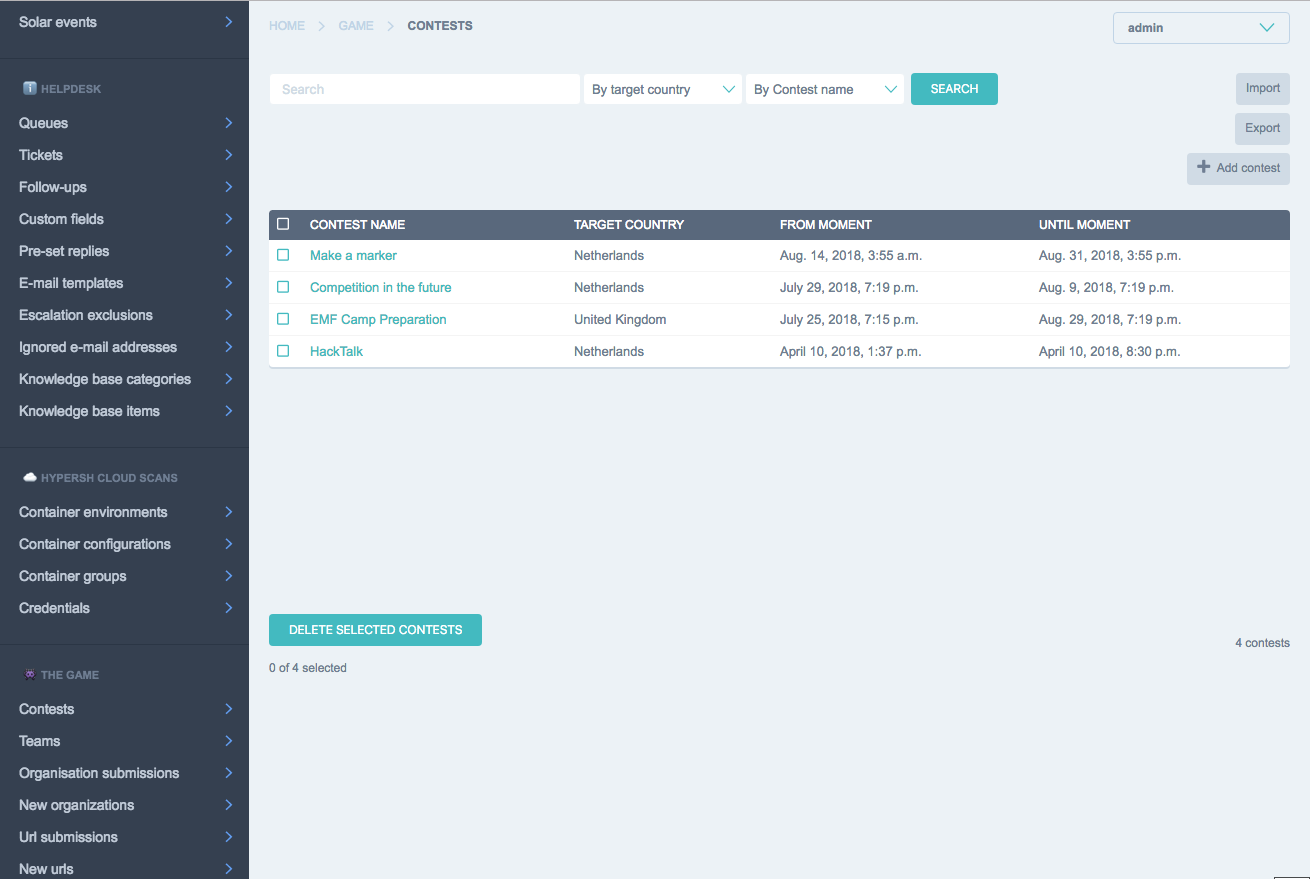 Solar events
HELPDESK
Queues
Tickets
Follow-ups
Custom fields
Pre-set replies
E-mail templates
Escalation exclusions
Ignored e-mail addresses
Knowledge base categories
Knowledge base items
HYPERSH CLOUD SCANS
Container environments
Container configurations
Container groups
Credentials
THE GAME
Contests
Teams
Organisation submissions
New organizations
Url submissions
New urls
HOME GAME CONTESTS
admin
Search By target country By Contest name SEARCH
Import
Export
Add contest
CONTEST NAME TARGET COUNTRY FROM MOMENT UNTIL MOMENT
Make a marker Netherlands Aug. 14, 2018, 3:55 a.m. Aug. 31, 2018, 3:55 p.m.
Competition in the future Netherlands July 29, 2018, 7:19 p.m. Aug. 9, 2018, 7:19 p.m.
EMF Camp Preparation United Kingdom July 25, 2018, 7:15 p.m. Aug. 29, 2018, 7:19 p.m.
HackTalk Netherlands April 10, 2018, 1:37 p.m. April 10, 2018, 8:30 p.m.
DELETE SELECTED CONTESTS
4 contests
0 of 4 selected